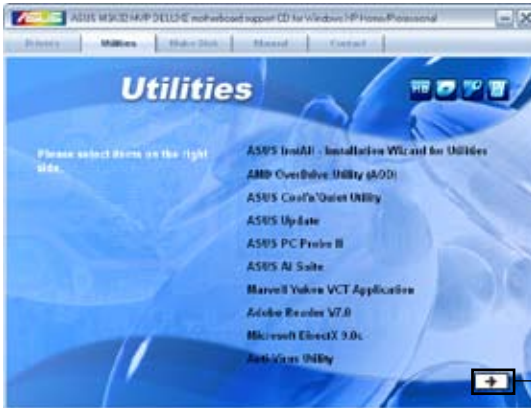 ASUS M3A32-MVP DELUXE motherboard support CD for Windows XP Home/Professional
Drivers Utilities Make Disk Manual Contact
Utilities
Please select items on the right
side.
ASUS InstAll - Installation Wizard for Utilities
AMD OverDrive Utility (AOD)
ASUS Cool'n'Quiet Utility
ASUS Update
ASUS PC Probe II
ASUS AI Suite
Marvell Yukon VCT Application
Adobe Reader V7.0
Microsoft DirectX 9.0c
Anti-Virus Utility